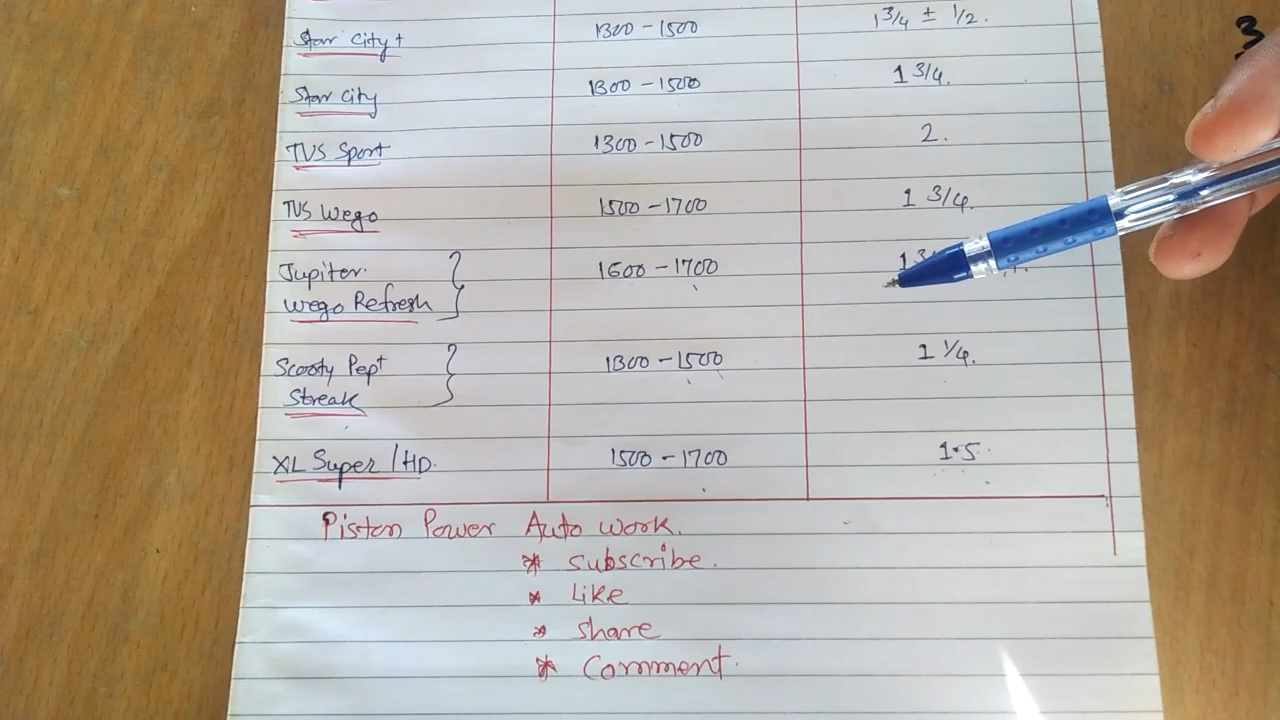 Star City+ 1300 - 1500 1 3/4 ± 1/2.
Star City 1300 - 1500 1 3/4.
TVS Sport 1300 - 1500 2.
TVS Wego 1500 - 1700 1 3/4.
Jupiter. 1600 - 1700
Wego Refresh
Scooty Pep+ 1300 - 1500 1 1/4.
Streak
XL Super / HD. 1500 - 1700 1.5.
Piston Power Auto work.
* Subscribe.
* Like
* Share
* Comment.
3